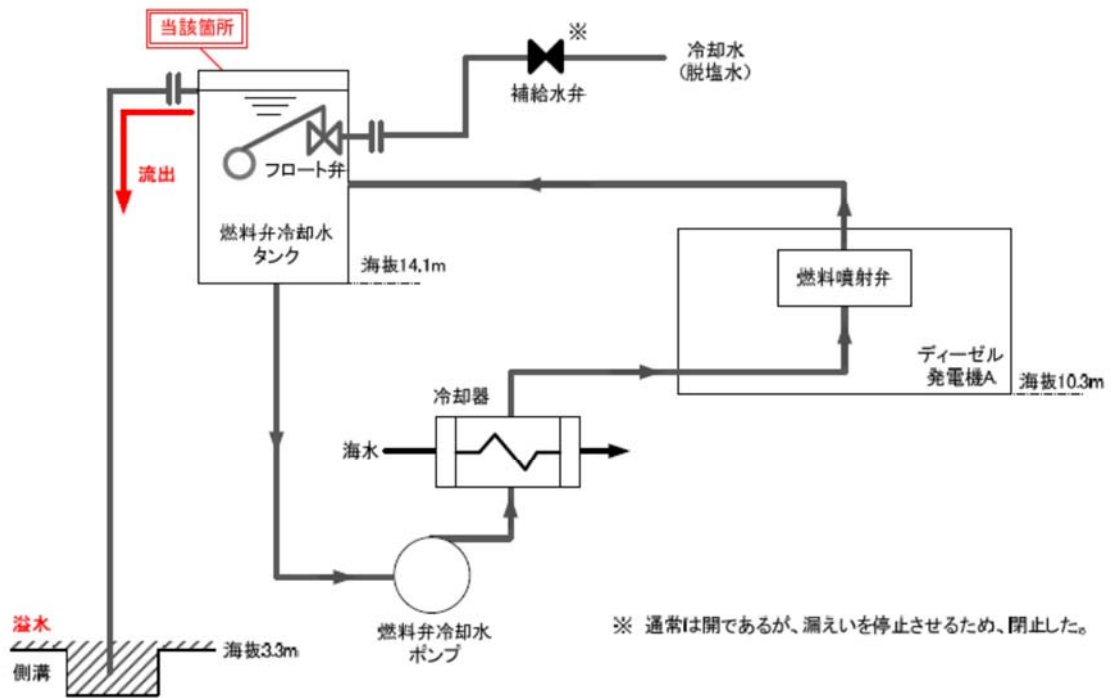 当該箇所
※
冷却水
(脱塩水)
補給水弁
流出
フロート弁
燃料弁冷却水
タンク
海抜14.1m
燃料噴射弁
ディーゼル
発電機A
海抜10.3m
冷却器
海水
燃料弁冷却水
ポンプ
※ 通常は開であるが、漏えいを停止させるため、閉止した。
溢水
海抜3.3m
側溝